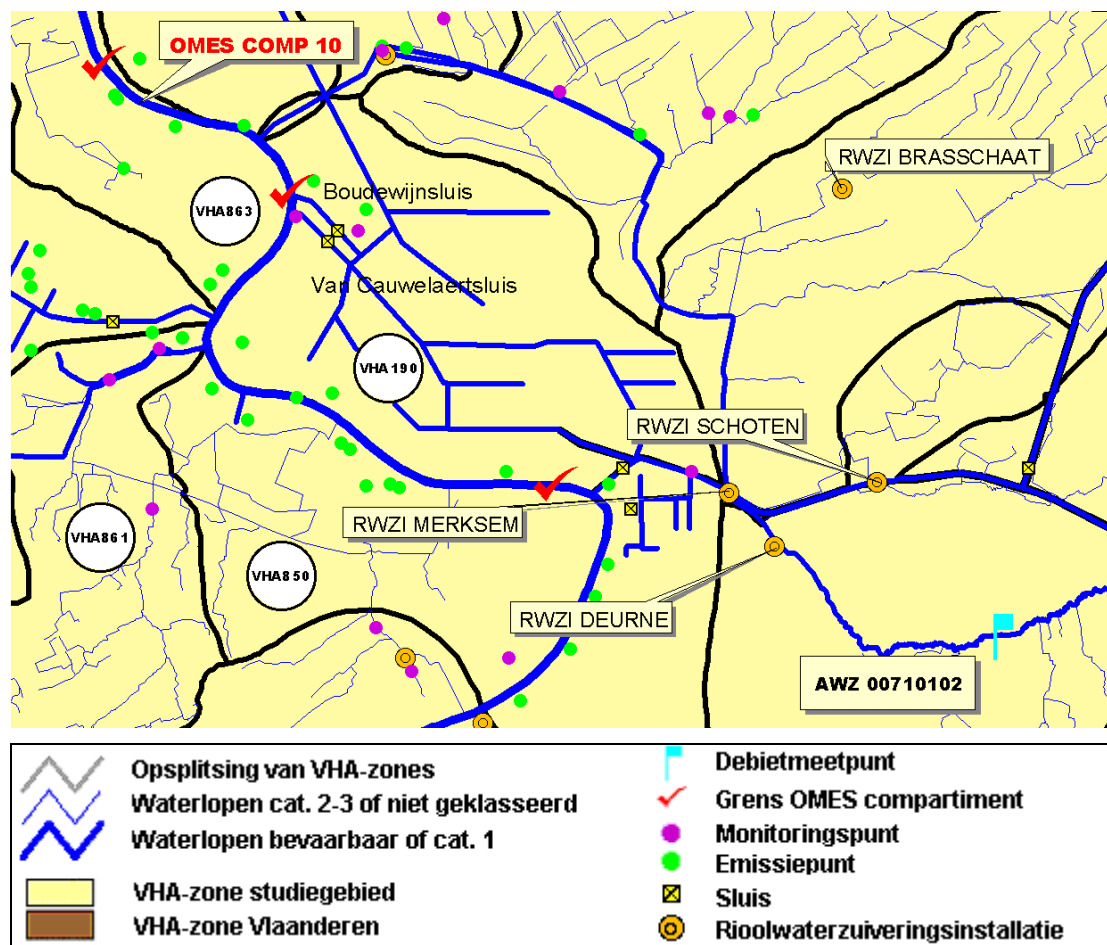 OMES COMP 10
RWZI BRASSCHAAT
Boudewijnsluis
VHA863
Van Cauwelaertsluis
VHA190
RWZI SCHOTEN
RWZI MERKSEM
VHA861
VHA850
RWZI DEURNE
AWZ 00710102
Opsplitsing van VHA-zones
Waterlopen cat. 2-3 of niet geklasseerd
Waterlopen bevaarbaar of cat. 1
VHA-zone studiegebied
VHA-zone Vlaanderen
Debietmeetpunt
Grens OMES compartiment
Monitoringspunt
Emissiepunt
Sluis
Rioolwaterzuiveringsinstallatie